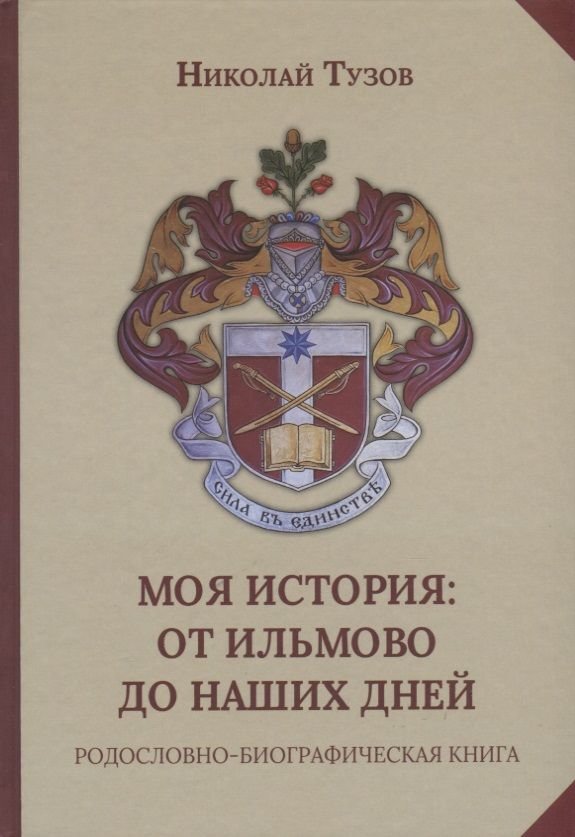 Николай Тузов
сила въ единствѣ
МОЯ ИСТОРИЯ:
ОТ ИЛЬМОВО
ДО НАШИХ ДНЕЙ
РОДОСЛОВНО-БИОГРАФИЧЕСКАЯ КНИГА